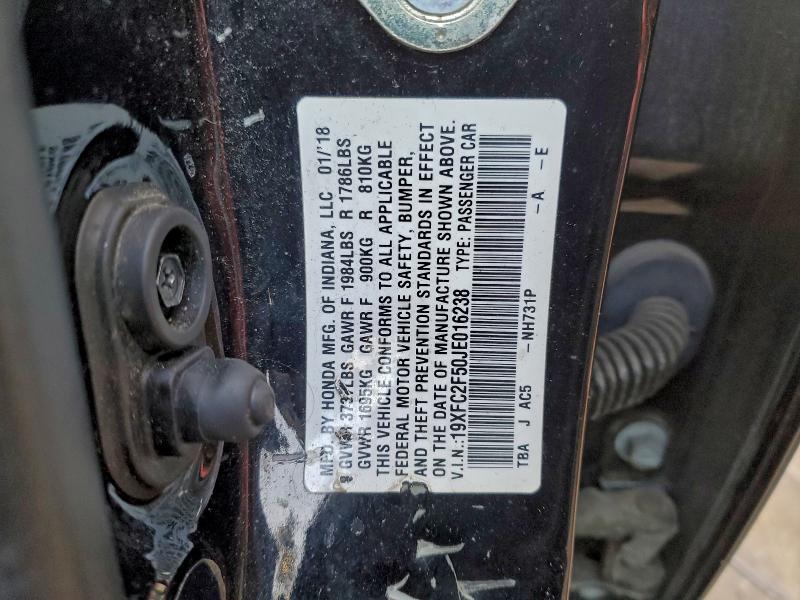 MFD. BY HONDA MFG. OF INDIANA, LLC 01/'18
GVWR 3737LBS GAWR F 1984LBS R 1786LBS
GVWR 1695KG GAWR F 900KG R 810KG
THIS VEHICLE CONFORMS TO ALL APPLICABLE
FEDERAL MOTOR VEHICLE SAFETY, BUMPER,
AND THEFT PREVENTION STANDARDS IN EFFECT
ON THE DATE OF MANUFACTURE SHOWN ABOVE.
V.I.N.:19XFC2F50JE016238 TYPE: PASSENGER CAR
TBA J AC5 - NH731P - A - E